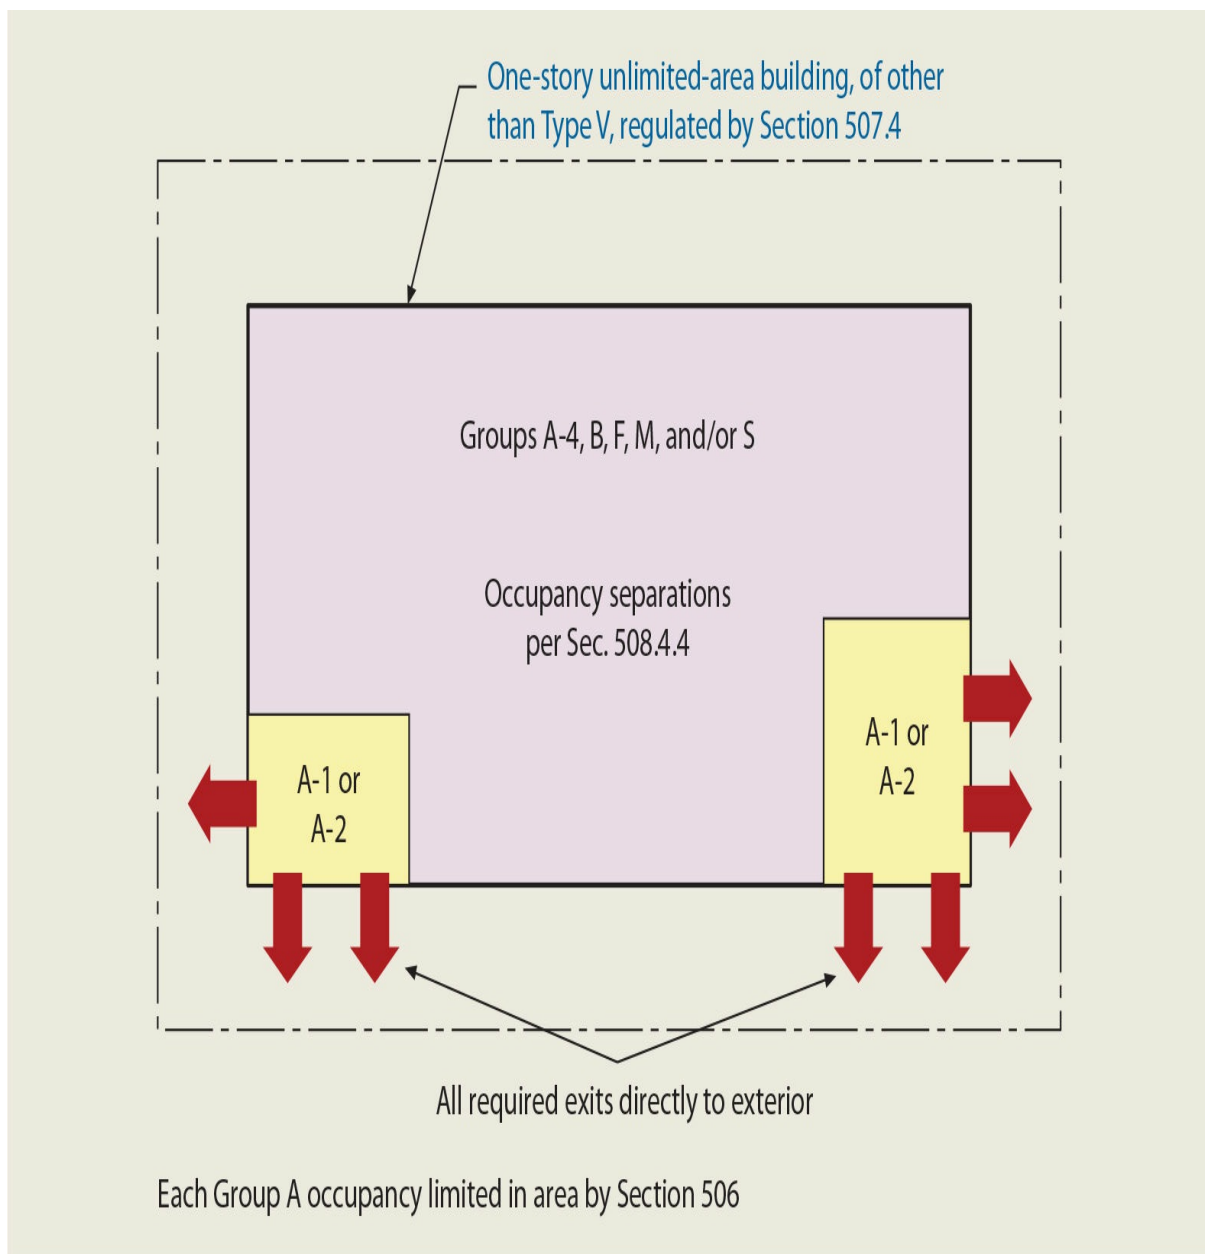 One-story unlimited-area building, of other
than Type V, regulated by Section 507.4
Groups A-4, B, F, M, and/or S
Occupancy separations
per Sec. 508.4.4
A-1 or
A-2
A-1 or
A-2
All required exits directly to exterior
Each Group A occupancy limited in area by Section 506